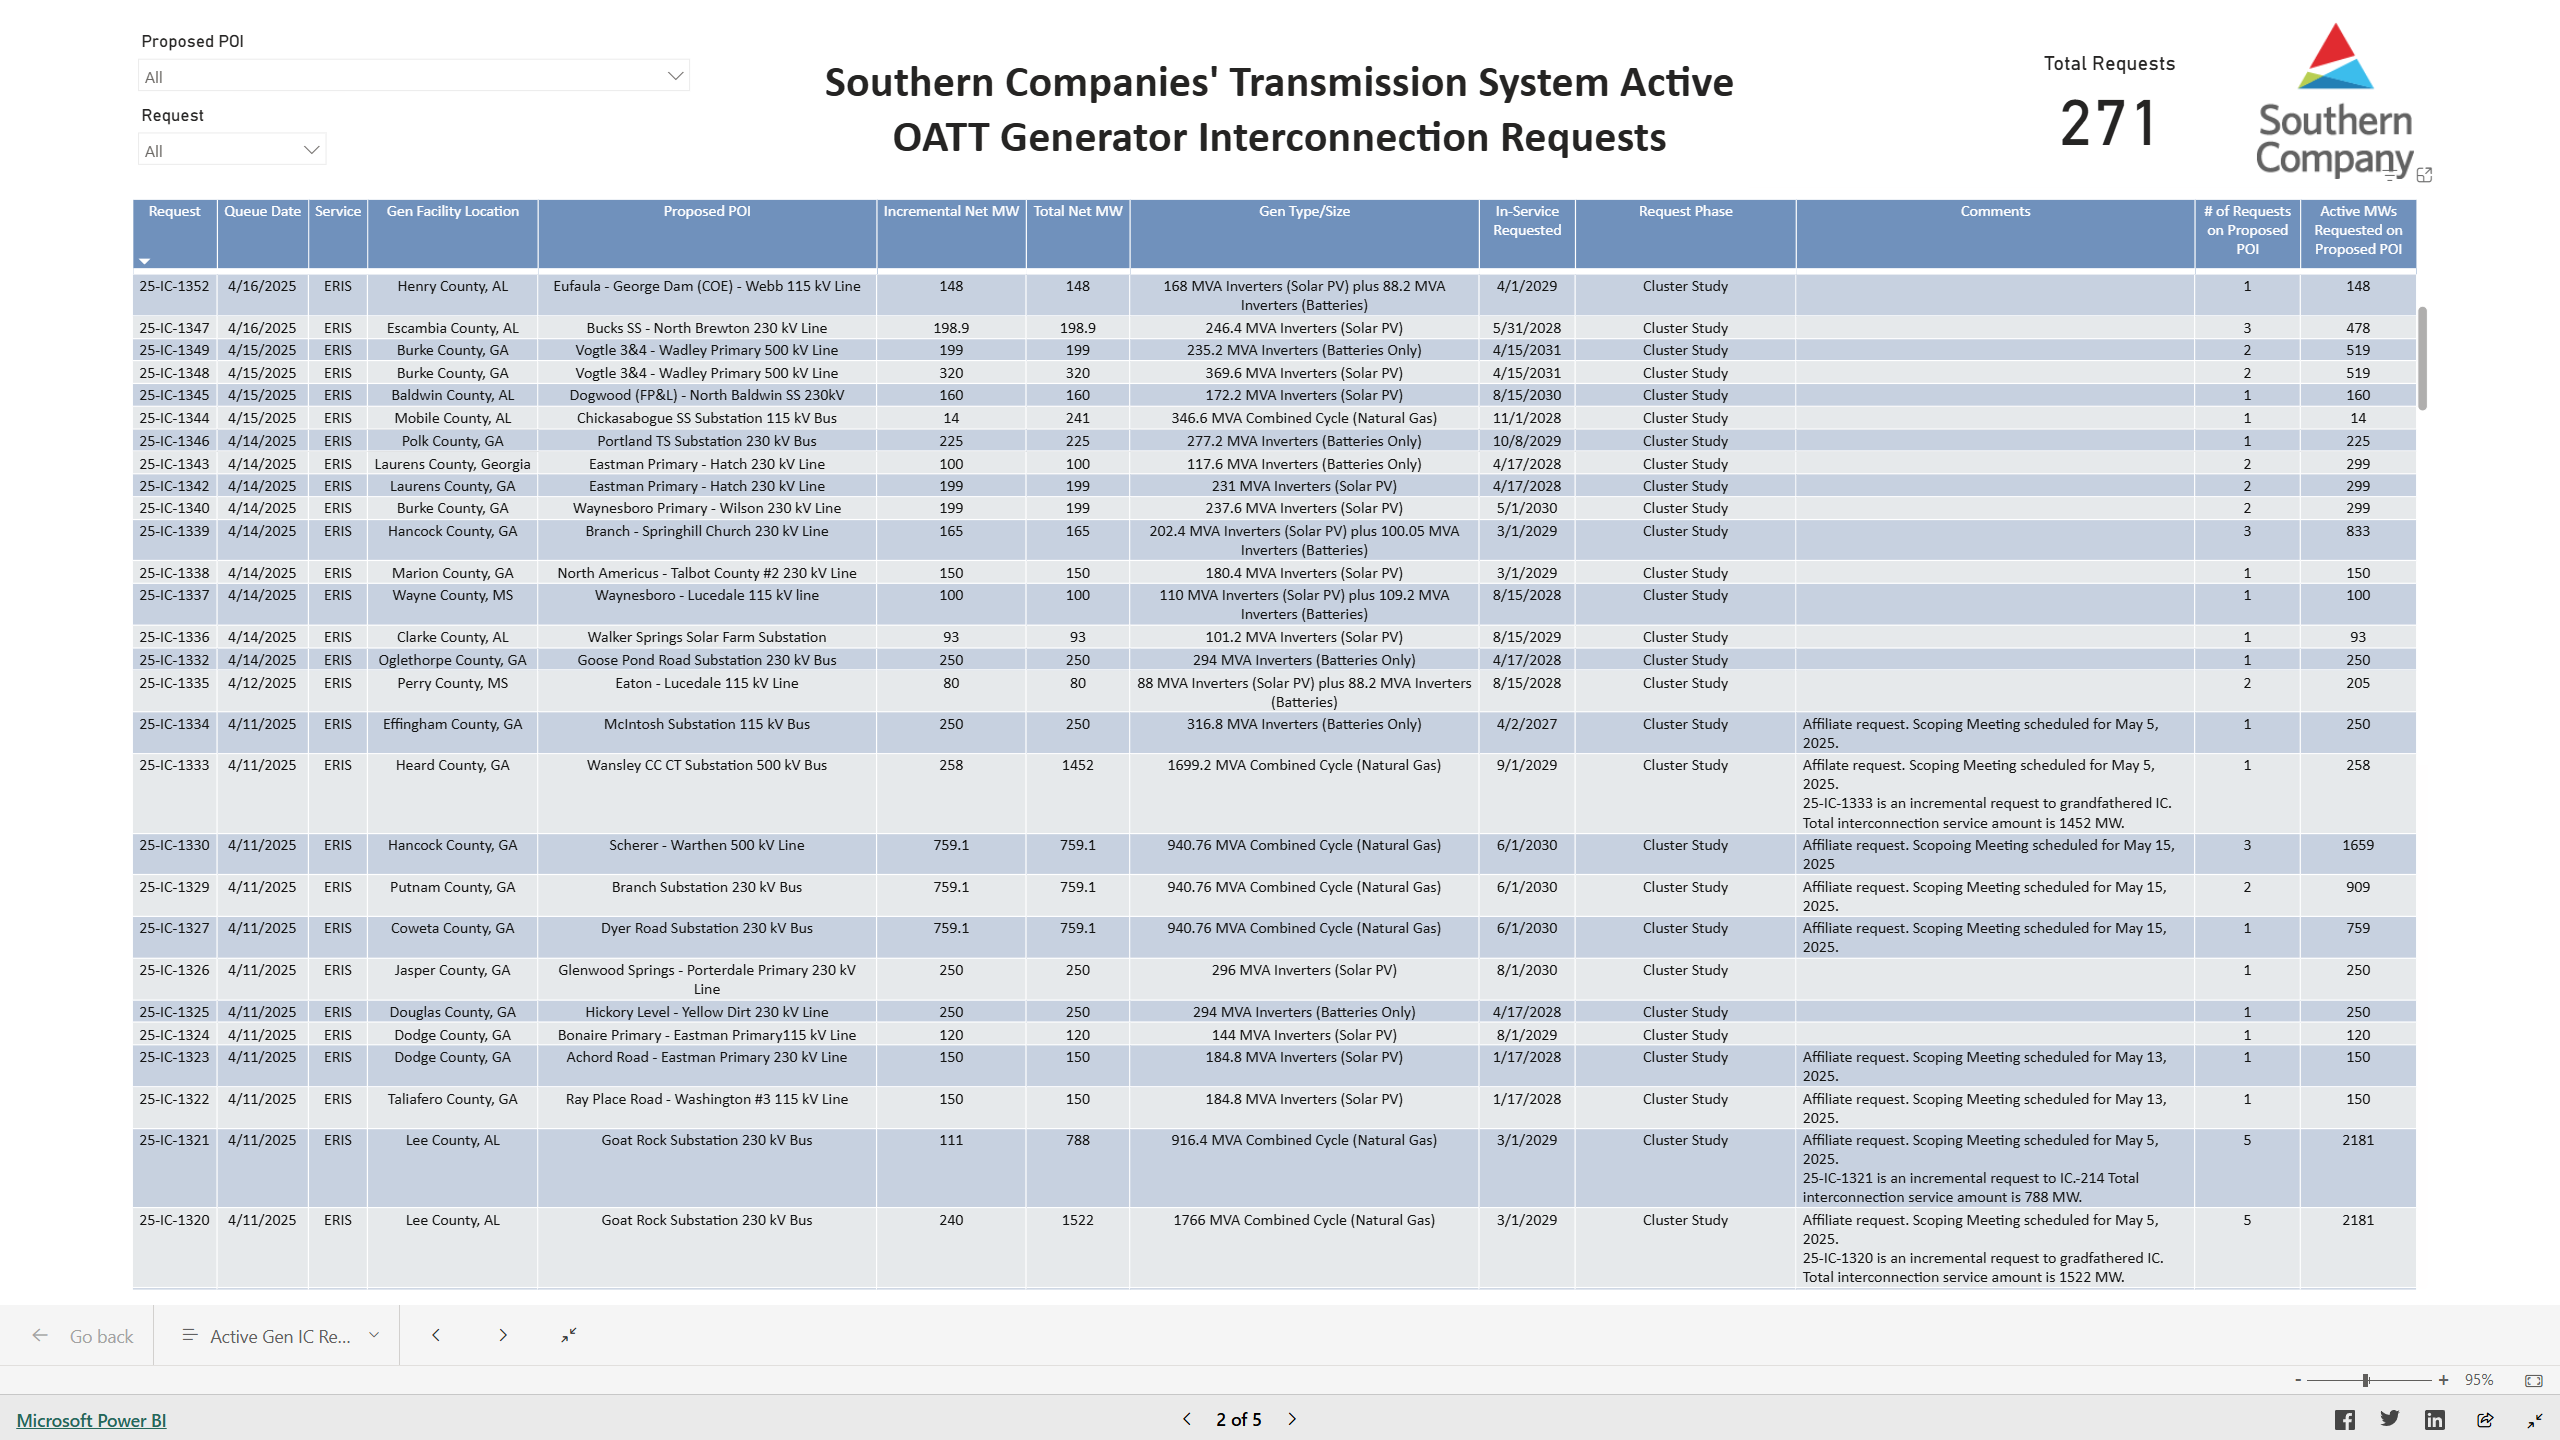 Proposed POI
All
Request
All
Southern Companies' Transmission System Active
OATT Generator Interconnection Requests
Total Requests
271
Southern
Company
Request Queue Date Service Gen Facility Location Proposed POI Incremental Net MW Total Net MW Gen Type/Size In-Service Requested Request Phase Comments # of Requests on Proposed POI Active MWs Requested on Proposed POI
25-IC-1352 4/16/2025 ERIS Henry County, AL Eufaula - George Dam (COE) - Webb 115 kV Line 148 148 168 MVA Inverters (Solar PV) plus 88.2 MVA Inverters (Batteries) 4/1/2029 Cluster Study 1 148
25-IC-1347 4/16/2025 ERIS Escambia County, AL Bucks SS - North Brewton 230 kV Line 198.9 198.9 246.4 MVA Inverters (Solar PV) 5/31/2028 Cluster Study 3 478
25-IC-1349 4/15/2025 ERIS Burke County, GA Vogtle 3&4 - Wadley Primary 500 kV Line 199 199 235.2 MVA Inverters (Batteries Only) 4/15/2031 Cluster Study 2 519
25-IC-1348 4/15/2025 ERIS Burke County, GA Vogtle 3&4 - Wadley Primary 500 kV Line 320 320 369.6 MVA Inverters (Solar PV) 4/15/2031 Cluster Study 2 519
25-IC-1345 4/15/2025 ERIS Baldwin County, AL Dogwood (FP&L) - North Baldwin SS 230kV 160 160 172.2 MVA Inverters (Solar PV) 8/15/2030 Cluster Study 1 160
25-IC-1344 4/15/2025 ERIS Mobile County, AL Chickasabogue SS Substation 115 kV Bus 14 241 346.6 MVA Combined Cycle (Natural Gas) 11/1/2028 Cluster Study 1 14
25-IC-1346 4/14/2025 ERIS Polk County, GA Portland TS Substation 230 kV Bus 225 225 277.2 MVA Inverters (Batteries Only) 10/8/2029 Cluster Study 1 225
25-IC-1343 4/14/2025 ERIS Laurens County, Georgia Eastman Primary - Hatch 230 kV Line 100 100 117.6 MVA Inverters (Batteries Only) 4/17/2028 Cluster Study 2 299
25-IC-1342 4/14/2025 ERIS Laurens County, GA Eastman Primary - Hatch 230 kV Line 199 199 231 MVA Inverters (Solar PV) 4/17/2028 Cluster Study 2 299
25-IC-1340 4/14/2025 ERIS Burke County, GA Waynesboro Primary - Wilson 230 kV Line 199 199 237.6 MVA Inverters (Solar PV) 5/1/2030 Cluster Study 2 299
25-IC-1339 4/14/2025 ERIS Hancock County, GA Branch - Springhill Church 230 kV Line 165 165 202.4 MVA Inverters (Solar PV) plus 100.05 MVA Inverters (Batteries) 3/1/2029 Cluster Study 3 833
25-IC-1338 4/14/2025 ERIS Marion County, GA North Americus - Talbot County #2 230 kV Line 150 150 180.4 MVA Inverters (Solar PV) 3/1/2029 Cluster Study 1 150
25-IC-1337 4/14/2025 ERIS Wayne County, MS Waynesboro - Lucedale 115 kV line 100 100 110 MVA Inverters (Solar PV) plus 109.2 MVA Inverters (Batteries) 8/15/2028 Cluster Study 1 100
25-IC-1336 4/14/2025 ERIS Clarke County, AL Walker Springs Solar Farm Substation 93 93 101.2 MVA Inverters (Solar PV) 8/15/2029 Cluster Study 1 93
25-IC-1332 4/14/2025 ERIS Oglethorpe County, GA Goose Pond Road Substation 230 kV Bus 250 250 294 MVA Inverters (Batteries Only) 4/17/2028 Cluster Study 1 250
25-IC-1335 4/12/2025 ERIS Perry County, MS Eaton - Lucedale 115 kV Line 80 80 88 MVA Inverters (Solar PV) plus 88.2 MVA Inverters (Batteries) 8/15/2028 Cluster Study 2 205
25-IC-1334 4/11/2025 ERIS Effingham County, GA McIntosh Substation 115 kV Bus 250 250 316.8 MVA Inverters (Batteries Only) 4/2/2027 Cluster Study Affiliate request. Scoping Meeting scheduled for May 5, 2025. 1 250
25-IC-1333 4/11/2025 ERIS Heard County, GA Wansley CC CT Substation 500 kV Bus 258 1452 1699.2 MVA Combined Cycle (Natural Gas) 9/1/2029 Cluster Study Affilate request. Scoping Meeting scheduled for May 5, 2025. 25-IC-1333 is an incremental request to grandfathered IC. Total interconnection service amount is 1452 MW. 1 258
25-IC-1330 4/11/2025 ERIS Hancock County, GA Scherer - Warthen 500 kV Line 759.1 759.1 940.76 MVA Combined Cycle (Natural Gas) 6/1/2030 Cluster Study Affiliate request. Scopoing Meeting scheduled for May 15, 2025 3 1659
25-IC-1329 4/11/2025 ERIS Putnam County, GA Branch Substation 230 kV Bus 759.1 759.1 940.76 MVA Combined Cycle (Natural Gas) 6/1/2030 Cluster Study Affiliate request. Scoping Meeting scheduled for May 15, 2025. 2 909
25-IC-1327 4/11/2025 ERIS Coweta County, GA Dyer Road Substation 230 kV Bus 759.1 759.1 940.76 MVA Combined Cycle (Natural Gas) 6/1/2030 Cluster Study Affiliate request. Scoping Meeting scheduled for May 15, 2025. 1 759
25-IC-1326 4/11/2025 ERIS Jasper County, GA Glenwood Springs - Porterdale Primary 230 kV Line 250 250 296 MVA Inverters (Solar PV) 8/1/2030 Cluster Study 1 250
25-IC-1325 4/11/2025 ERIS Douglas County, GA Hickory Level - Yellow Dirt 230 kV Line 250 250 294 MVA Inverters (Batteries Only) 4/17/2028 Cluster Study 1 250
25-IC-1324 4/11/2025 ERIS Dodge County, GA Bonaire Primary - Eastman Primary115 kV Line 120 120 144 MVA Inverters (Solar PV) 8/1/2029 Cluster Study 1 120
25-IC-1323 4/11/2025 ERIS Dodge County, GA Achord Road - Eastman Primary 230 kV Line 150 150 184.8 MVA Inverters (Solar PV) 1/17/2028 Cluster Study Affiliate request. Scoping Meeting scheduled for May 13, 2025. 1 150
25-IC-1322 4/11/2025 ERIS Taliafero County, GA Ray Place Road - Washington #3 115 kV Line 150 150 184.8 MVA Inverters (Solar PV) 1/17/2028 Cluster Study Affiliate request. Scoping Meeting scheduled for May 13, 2025. 1 150
25-IC-1321 4/11/2025 ERIS Lee County, AL Goat Rock Substation 230 kV Bus 111 788 916.4 MVA Combined Cycle (Natural Gas) 3/1/2029 Cluster Study Affiliate request. Scoping Meeting scheduled for May 5, 2025. 25-IC-1321 is an incremental request to IC.-214 Total interconnection service amount is 788 MW. 5 2181
25-IC-1320 4/11/2025 ERIS Lee County, AL Goat Rock Substation 230 kV Bus 240 1522 1766 MVA Combined Cycle (Natural Gas) 3/1/2029 Cluster Study Affiliate request. Scoping Meeting scheduled for May 5, 2025. 25-IC-1320 is an incremental request to gradfathered IC. Total interconnection service amount is 1522 MW. 5 2181
Go back
Active Gen IC Re...
- + 95%
Microsoft Power BI
2 of 5